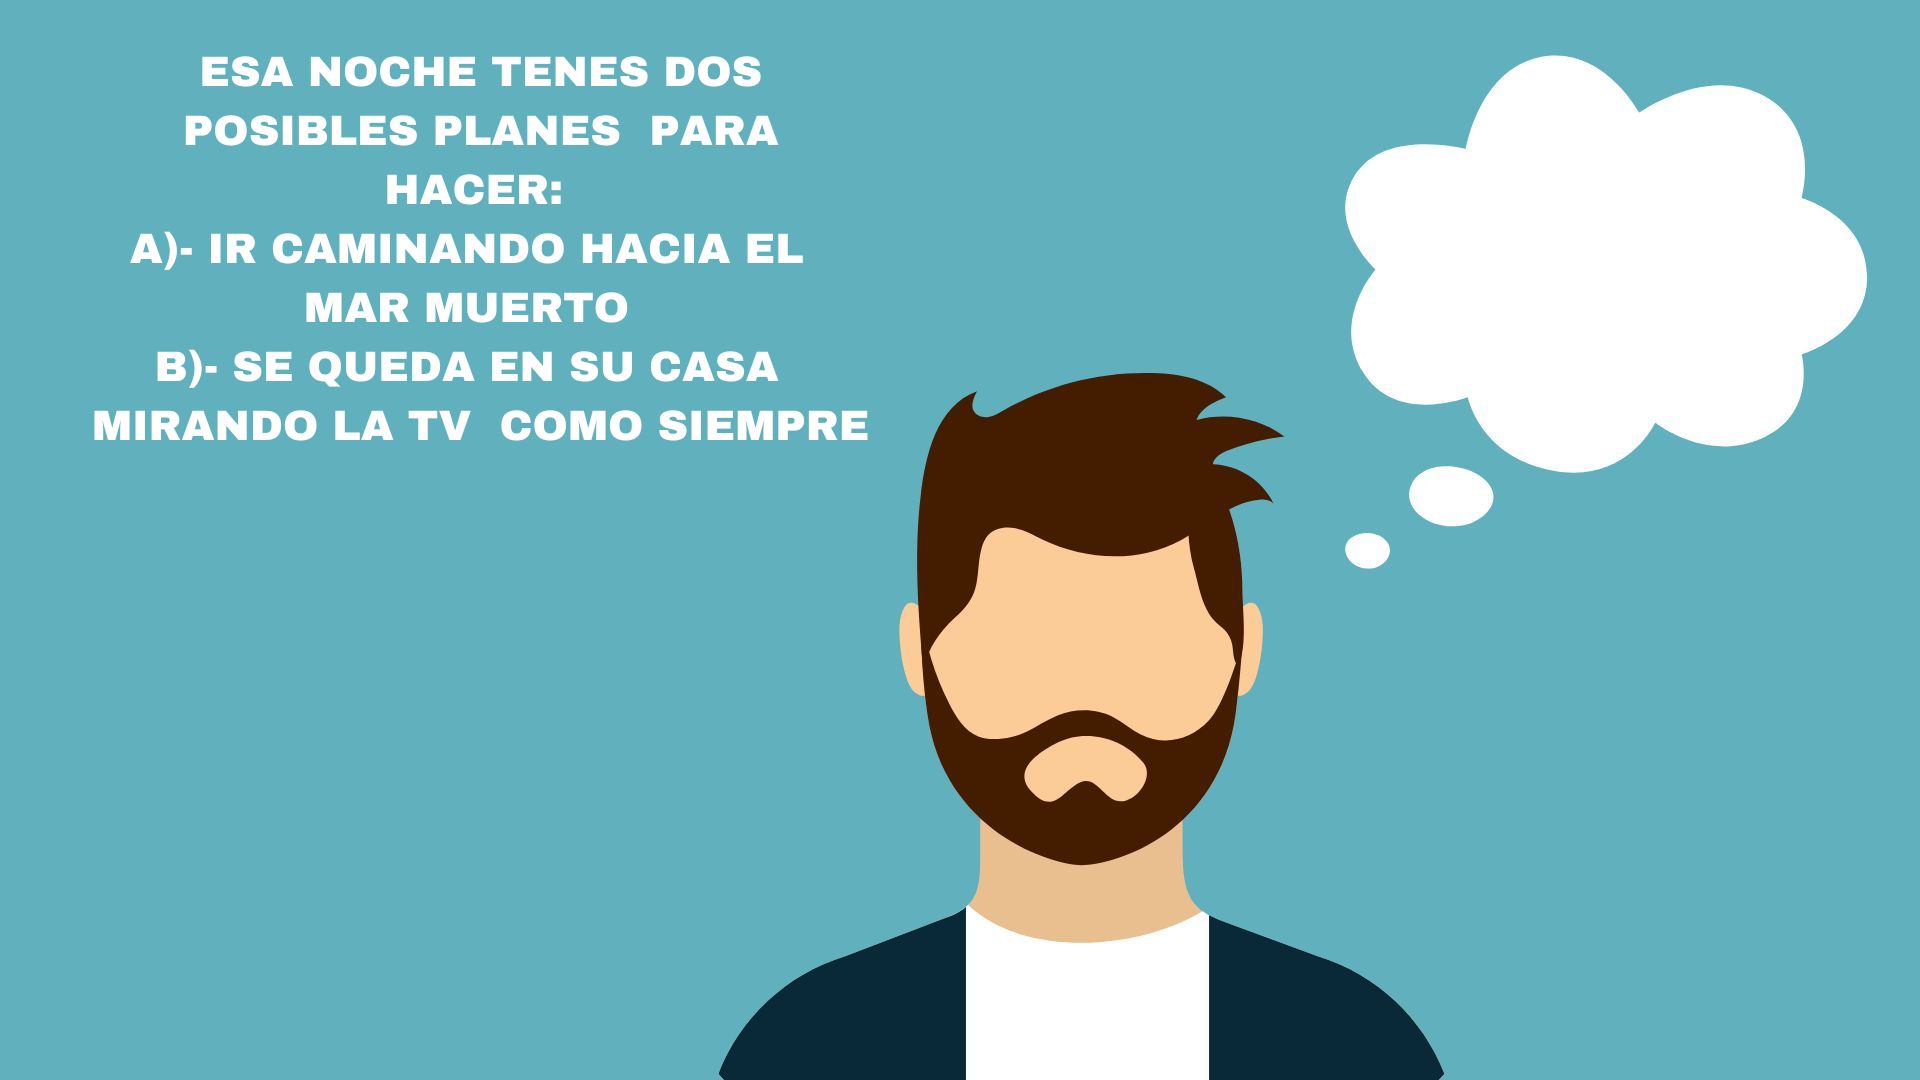 ESA NOCHE TENES DOS
POSIBLES PLANES  PARA
HACER:
A)- IR CAMINANDO HACIA EL
MAR MUERTO
B)- SE QUEDA EN SU CASA
MIRANDO LA TV  COMO SIEMPRE